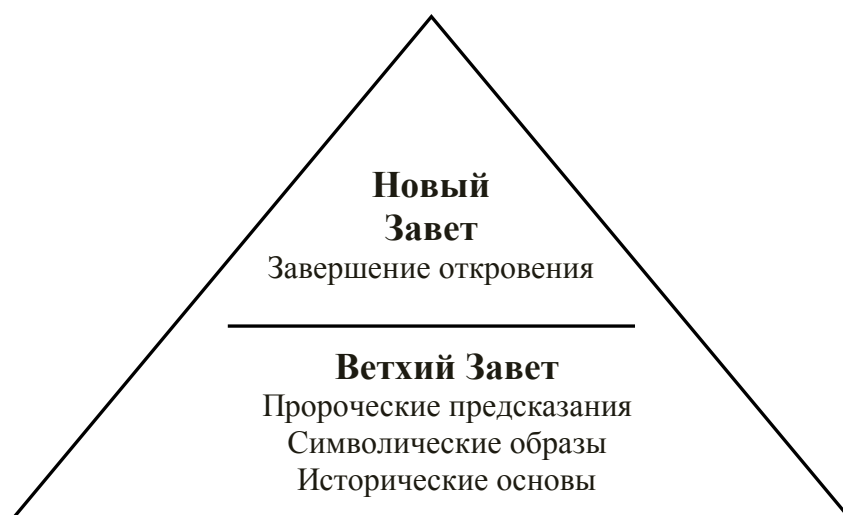 Новый
Завет
Завершение откровения
Ветхий Завет
Пророческие предсказания
Символические образы
Исторические основы